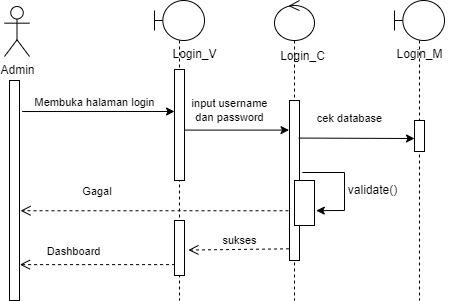 Login_V
Login_C
Login_M
Admin
Membuka halaman login
input username
dan password
cek database
validate()
Gagal
sukses
Dashboard